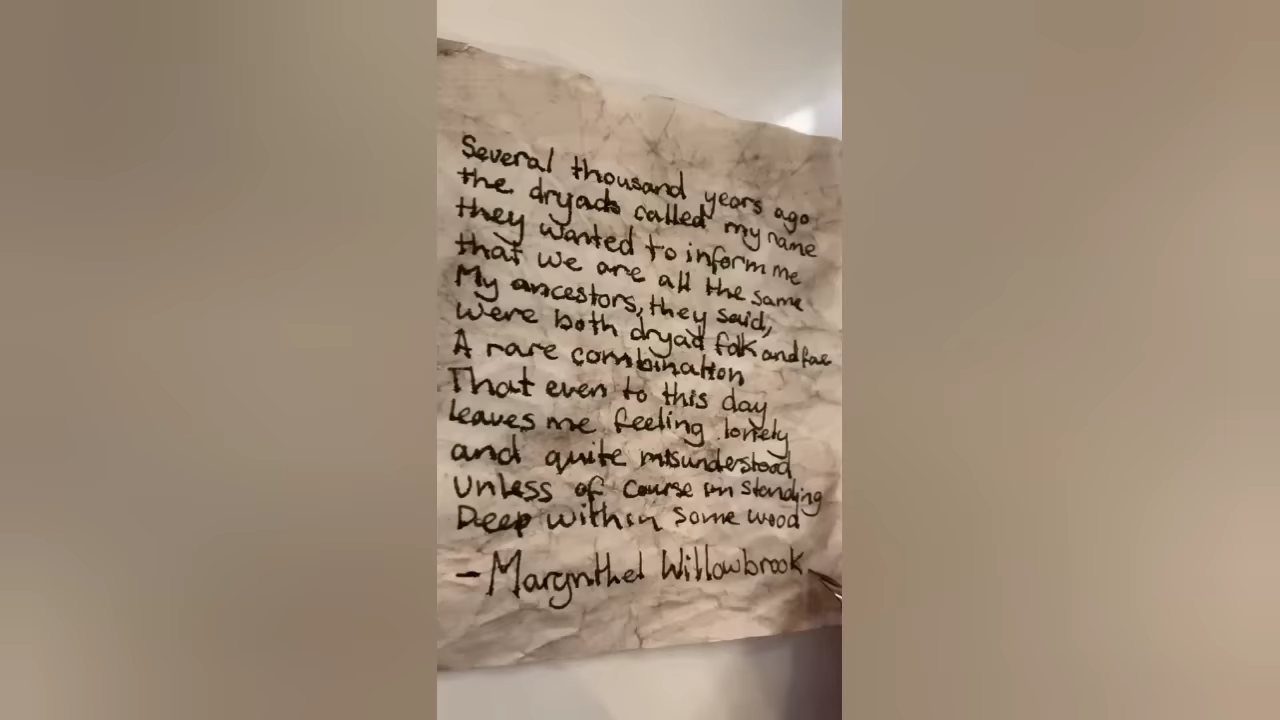 Several thousand years ago
the dryads called my name
they wanted to inform me
that we are all the same
My ancestors, they said,
were both dryad folk and fae
A rare combination
That even to this day
leaves me feeling lonely
and quite misunderstood
Unless of course im standing
Deep within some wood
- Marynthel Willowbrook